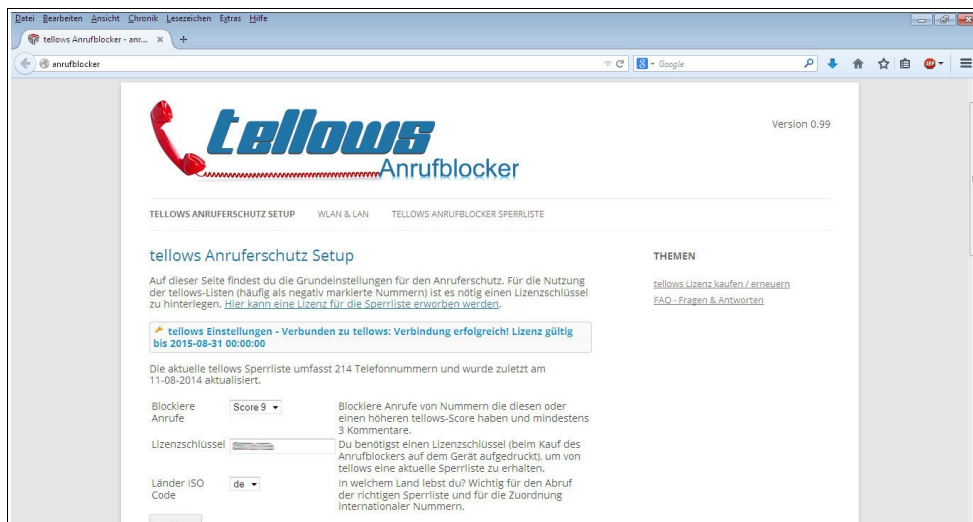 Datei Bearbeiten Ansicht Chronik Lesezeichen Extras Hilfe
tellows Anrufblocker - anr...
anrufblocker
Google
tellows
Anrufblocker
Version 0.99
TELLOWS ANRUFERSCHUTZ SETUP WLAN & LAN TELLOWS ANRUFBLOCKER SPERRLISTE
tellows Anruferschutz Setup
Auf dieser Seite findest du die Grundeinstellungen für den Anruferschutz. Für die Nutzung
der tellows-Listen (häufig als negativ markierte Nummern) ist es nötig einen Lizenzschlüssel
zu hinterlegen. Hier kann eine Lizenz für die Sperrliste erworben werden.
tellows Einstellungen - Verbunden zu tellows: Verbindung erfolgreich! Lizenz gültig
bis 2015-08-31 00:00:00
Die aktuelle tellows Sperrliste umfasst 214 Telefonnummern und wurde zuletzt am
11-08-2014 aktualisiert.
Blockiere
Anrufe
Score 9
Blockiere Anrufe von Nummern die diesen oder
einen höheren tellows-Score haben und mindestens
3 Kommentare.
Lizenzschlüssel
Du benötigst einen Lizenzschlüssel (beim Kauf des
Anrufblockers auf dem Gerät aufgedruckt), um von
tellows eine aktuelle Sperrliste zu erhalten.
Länder ISO
Code
de
In welchem Land lebst du? Wichtig für den Abruf
der richtigen Sperrliste und für die Zuordnung
internationaler Nummern.
THEMEN
tellows Lizenz kaufen / erneuern
FAQ - Fragen & Antworten